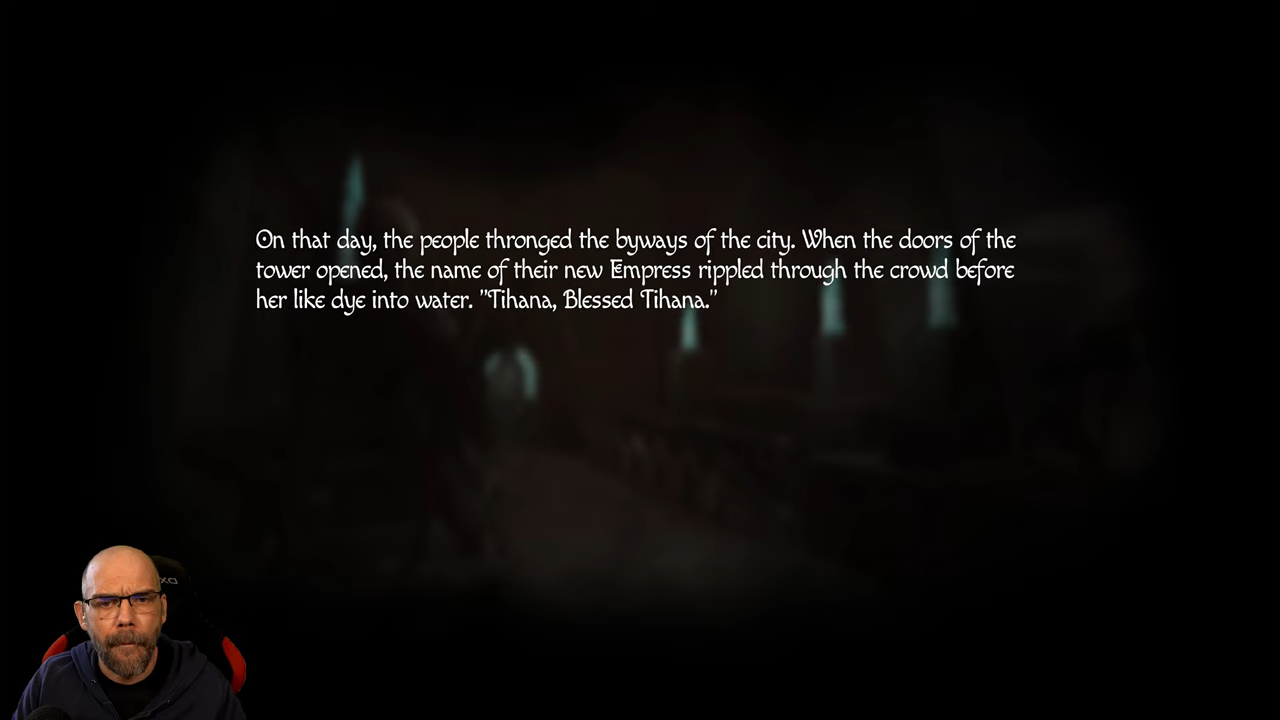 On that day, the people thronged the byways of the city. When the doors of the
tower opened, the name of their new Empress rippled through the crowd before
her like dye into water. "Tihana, Blessed Tihana."